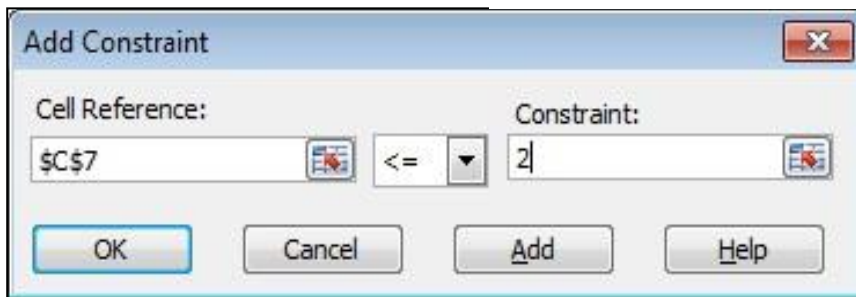 Add Constraint
Cell Reference:
Constraint:
$C$7
<=
2
OK
Cancel
Add
Help